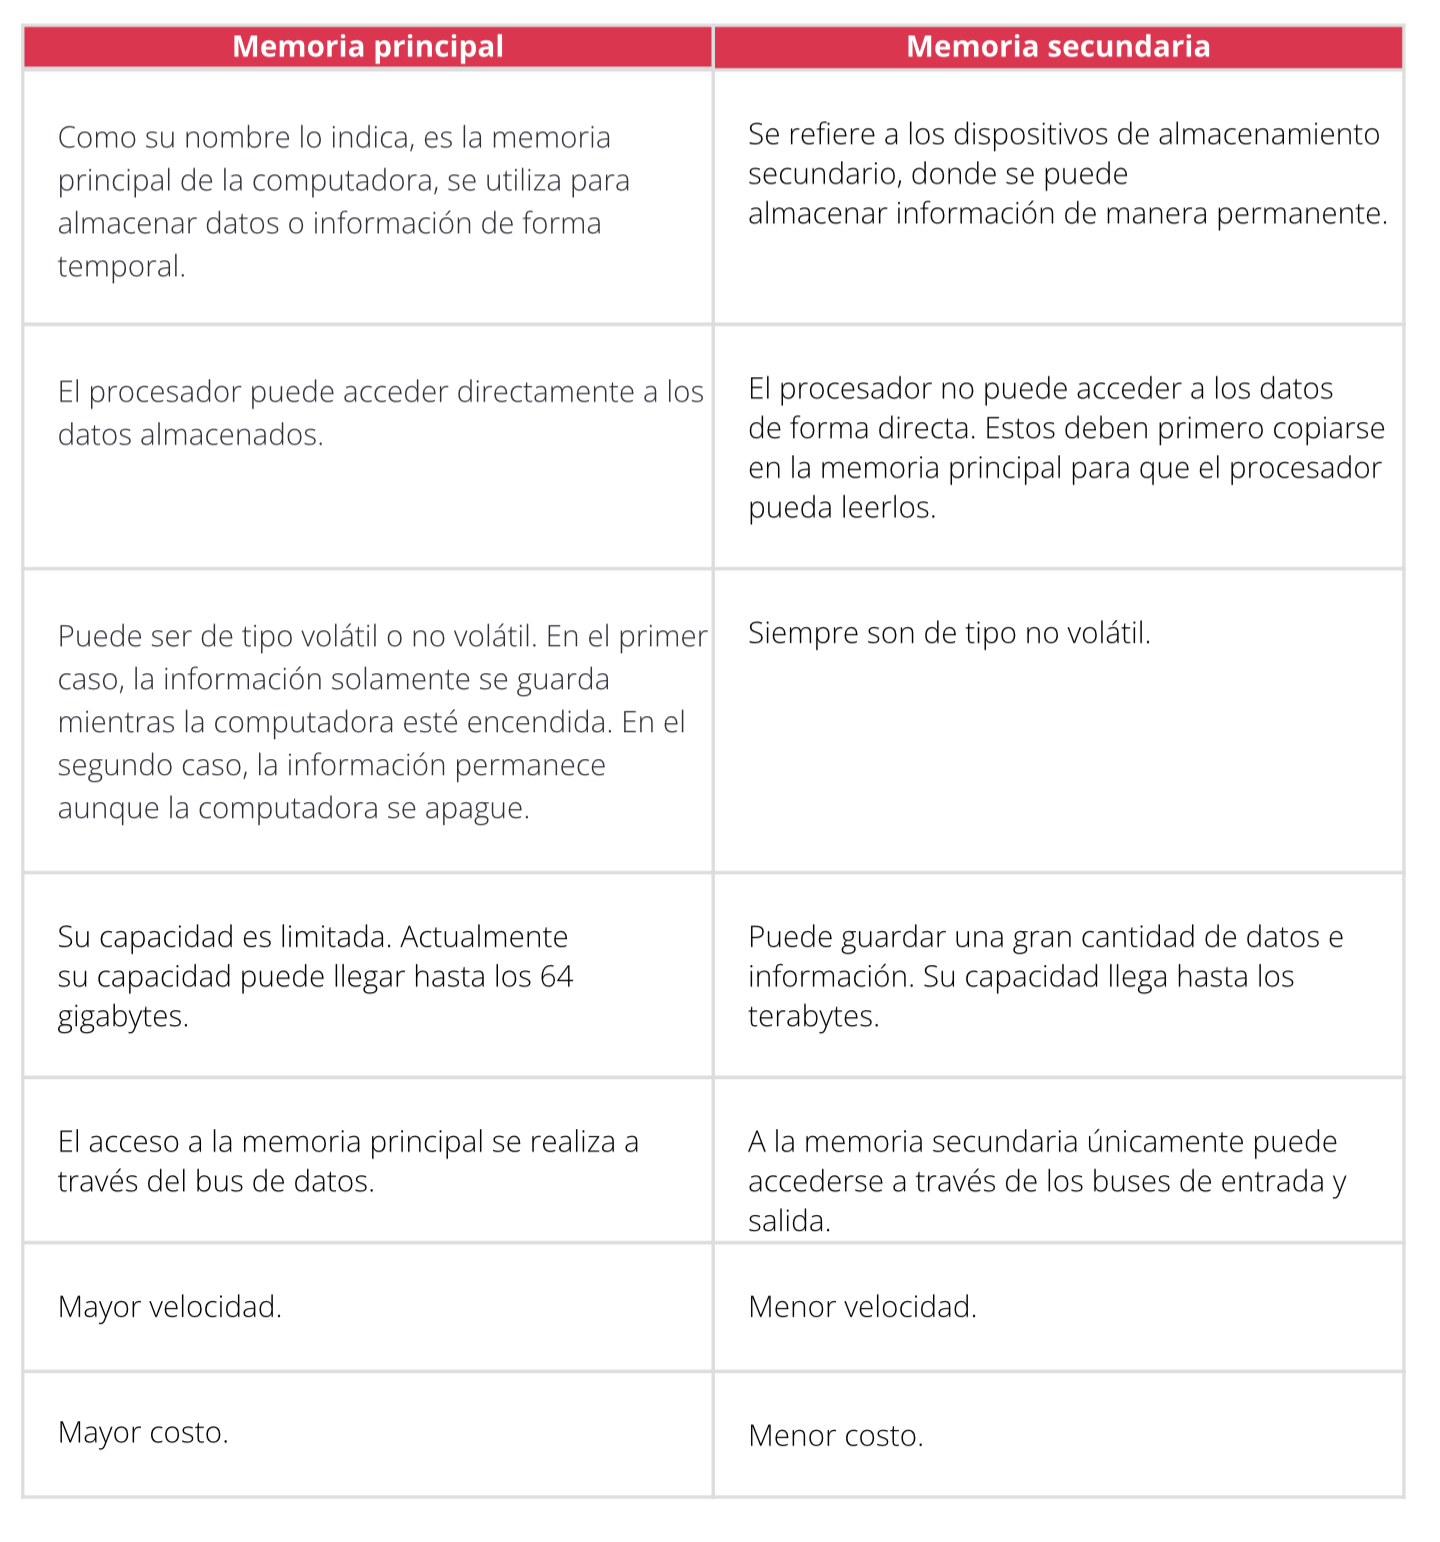 Memoria principal
Memoria secundaria
Como su nombre lo indica, es la memoria
principal de la computadora, se utiliza para
almacenar datos o información de forma
temporal.
Se refiere a los dispositivos de almacenamiento
secundario, donde se puede
almacenar información de manera permanente.
El procesador puede acceder directamente a los
datos almacenados.
El procesador no puede acceder a los datos
de forma directa. Estos deben primero copiarse
en la memoria principal para que el procesador
pueda leerlos.
Puede ser de tipo volátil o no volátil. En el primer
caso, la información solamente se guarda
mientras la computadora esté encendida. En el
segundo caso, la información permanece
aunque la computadora se apague.
Siempre son de tipo no volátil.
Su capacidad es limitada. Actualmente
su capacidad puede llegar hasta los 64
gigabytes.
Puede guardar una gran cantidad de datos e
información. Su capacidad llega hasta los
terabytes.
El acceso a la memoria principal se realiza a
través del bus de datos.
A la memoria secundaria únicamente puede
accederse a través de los buses de entrada y
salida.
Mayor velocidad.
Menor velocidad.
Mayor costo.
Menor costo.